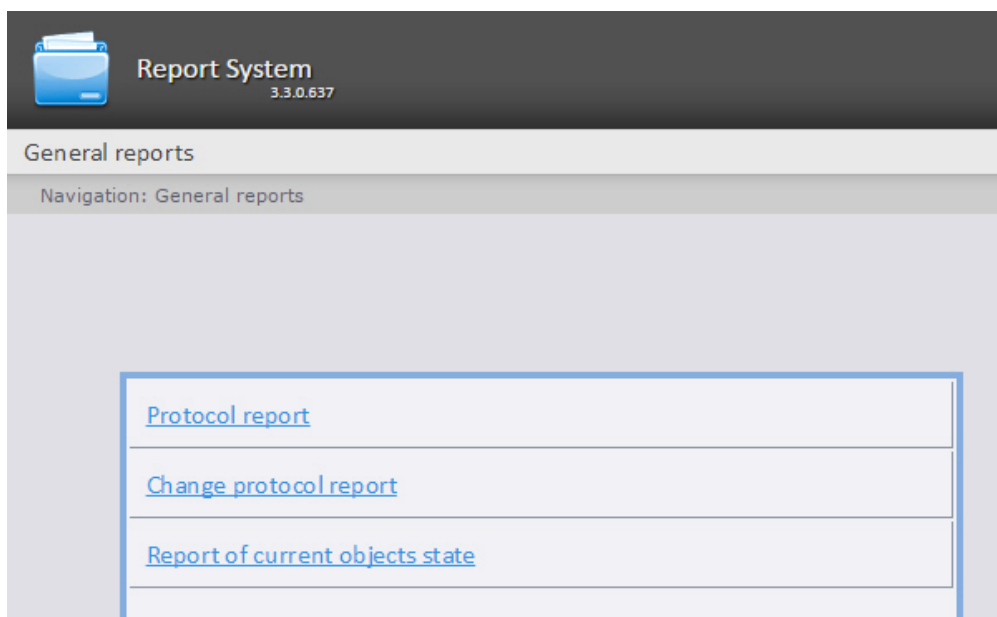 Report System
3.3.0.637
General reports
Navigation: General reports
Protocol report
Change protocol report
Report of current objects state